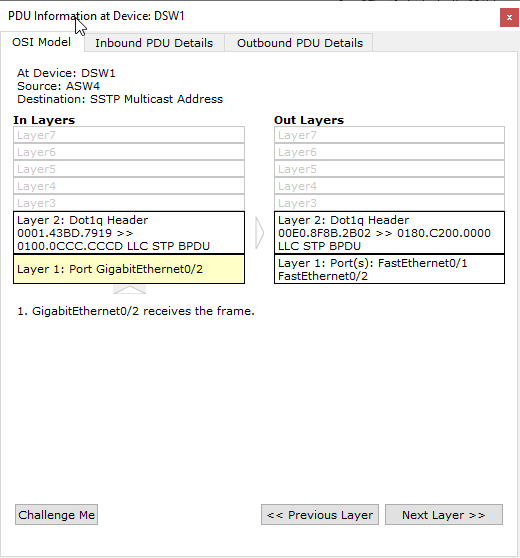 PDU Information at Device: DSW1
x
OSI Model
Inbound PDU Details
Outbound PDU Details
At Device: DSW1
Source: ASW4
Destination: SSTP Multicast Address
In Layers
Layer7
Layer6
Layer5
Layer4
Layer3
Layer 2: Dot1q Header
0001.43BD.7919 >>
0100.0CCC.CCCD LLC STP BPDU
Layer 1: Port GigabitEthernet0/2
Out Layers
Layer7
Layer6
Layer5
Layer4
Layer3
Layer 2: Dot1q Header
00E0.8F8B.2B02 >> 0180.C200.0000
LLC STP BPDU
Layer 1: Port(s): FastEthernet0/1
FastEthernet0/2
1. GigabitEthernet0/2 receives the frame.
Challenge Me
<< Previous Layer
Next Layer >>